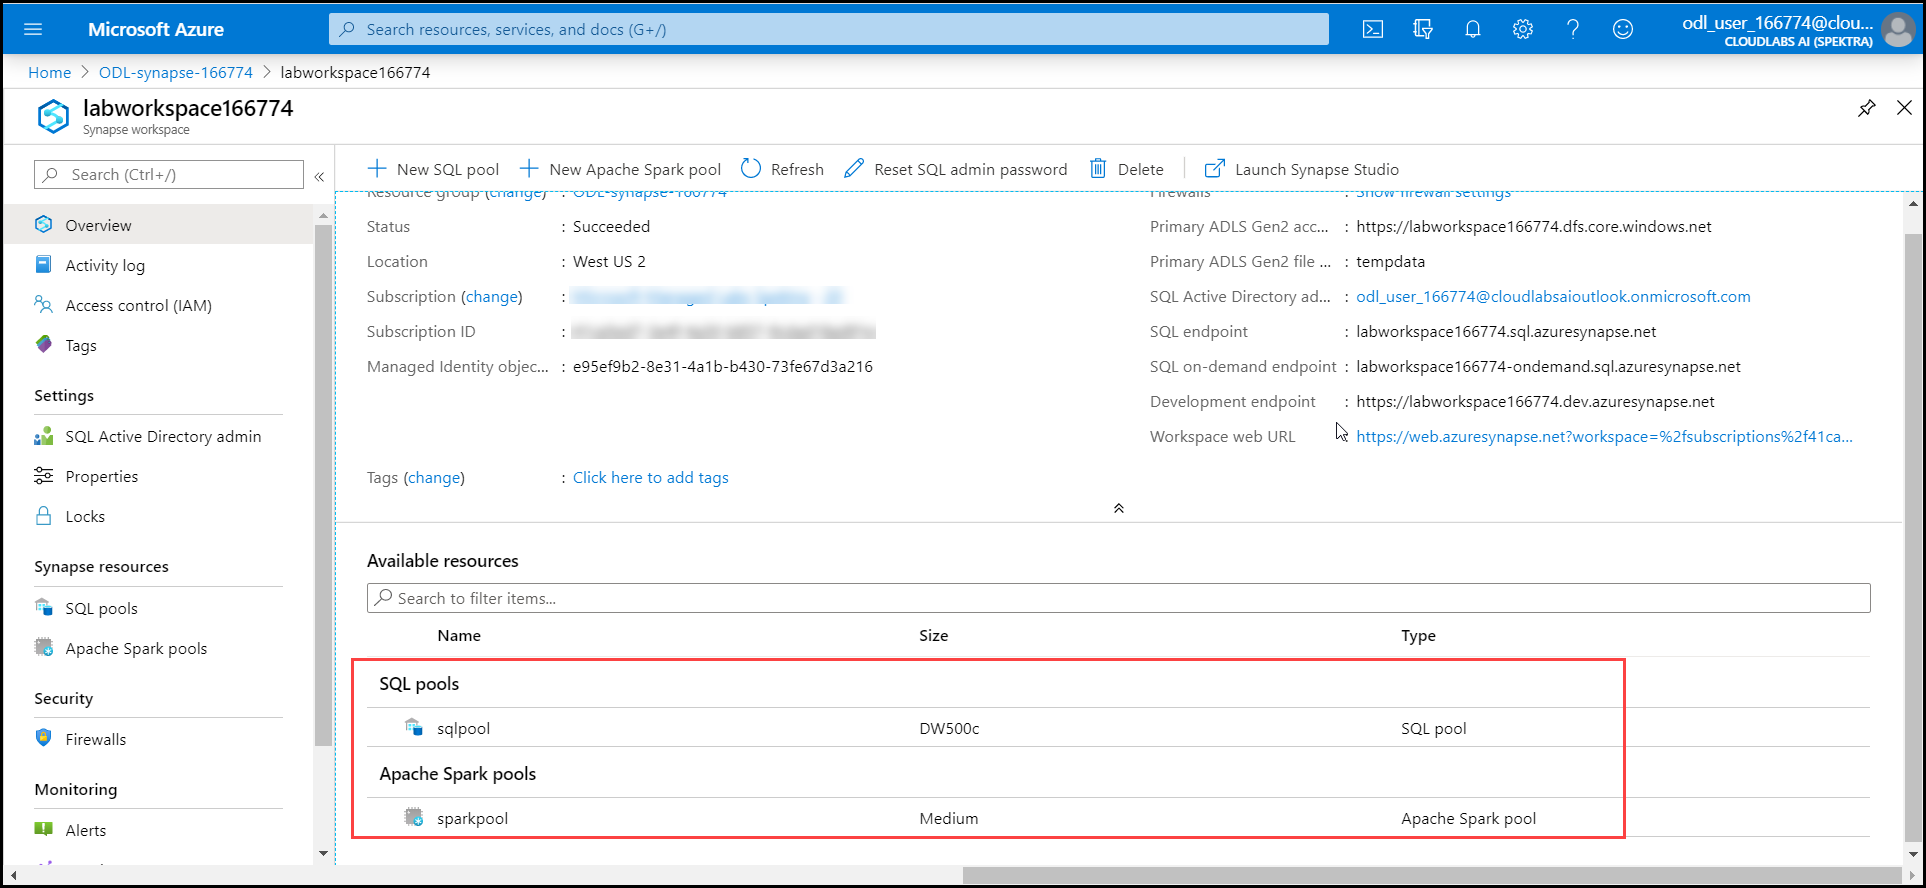 Microsoft Azure
Search resources, services, and docs (G+/)
odl_user_166774@clou...
CLOUDLABS AI (SPEKTRA)
Home > ODL-synapse-166774 > labworkspace166774
labworkspace166774
Synapse workspace
Search (Ctrl+/)
«
Overview
Activity log
Access control (IAM)
Tags
Settings
SQL Active Directory admin
Properties
Locks
Synapse resources
SQL pools
Apache Spark pools
Security
Firewalls
Monitoring
Alerts
New SQL pool
New Apache Spark pool
Refresh
Reset SQL admin password
Delete
Launch Synapse Studio
Resource group (change) : ODL-synapse-166774
Status : Succeeded
Location : West US 2
Subscription (change) :
Subscription ID :
Managed Identity objec... : e95ef9b2-8e31-4a1b-b430-73fe67d3a216
Firewalls : Show firewall settings
Primary ADLS Gen2 acc... : https://labworkspace166774.dfs.core.windows.net
Primary ADLS Gen2 file ... : tempdata
SQL Active Directory ad... : odl_user_166774@cloudlabsaioutlook.onmicrosoft.com
SQL endpoint : labworkspace166774.sql.azuresynapse.net
SQL on-demand endpoint : labworkspace166774-ondemand.sql.azuresynapse.net
Development endpoint : https://labworkspace166774.dev.azuresynapse.net
Workspace web URL : https://web.azuresynapse.net?workspace=%2fsubscriptions%2f41ca...
Tags (change) : Click here to add tags
Available resources
Search to filter items...
Name Size Type
SQL pools
sqlpool DW500c SQL pool
Apache Spark pools
sparkpool Medium Apache Spark pool